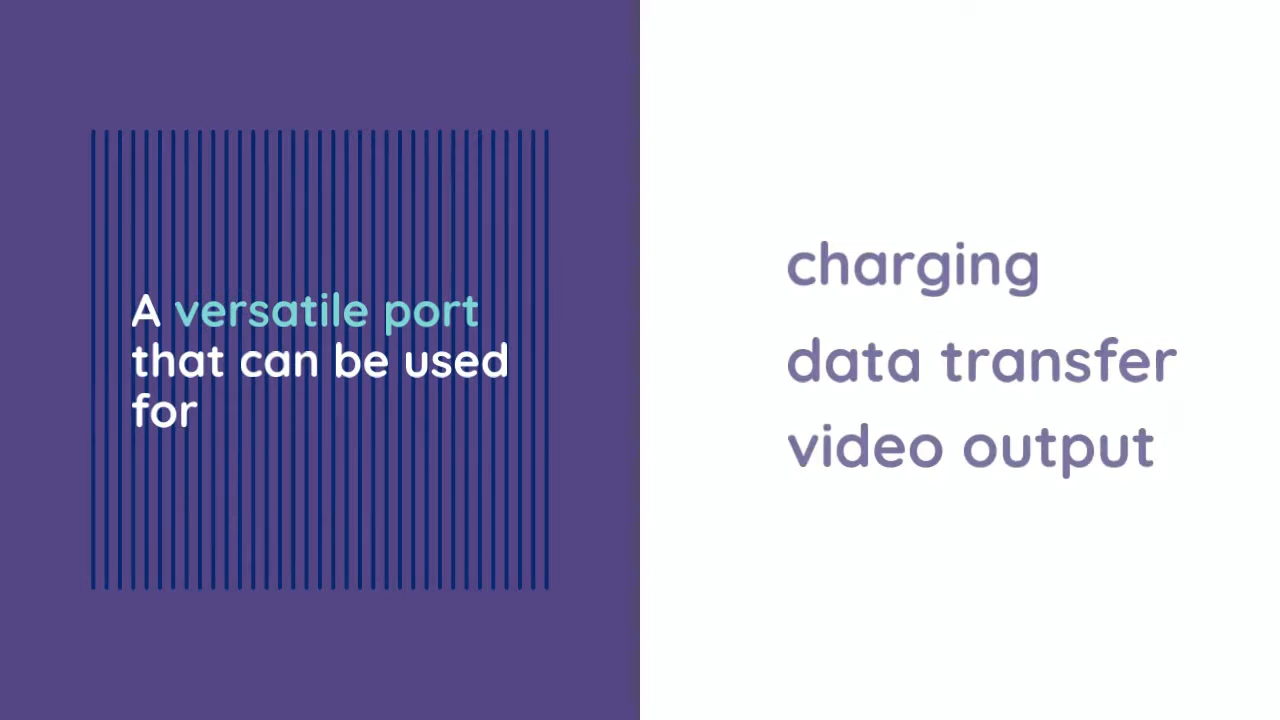 A versatile port
that can be used
for
charging
data transfer
video output